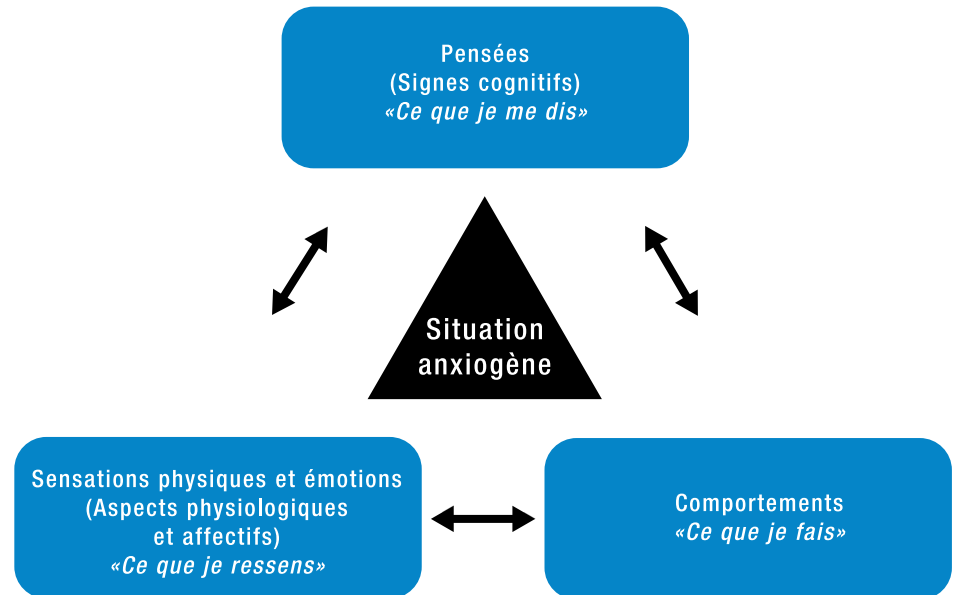 Pensées
(Signes cognitifs)
«Ce que je me dis»
Situation
anxiogène
Sensations physiques et émotions
(Aspects physiologiques
et affectifs)
«Ce que je ressens»
Comportements
«Ce que je fais»